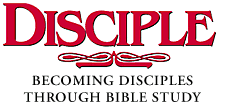 DISCIPLE
BECOMING DISCIPLES
THROUGH BIBLE STUDY